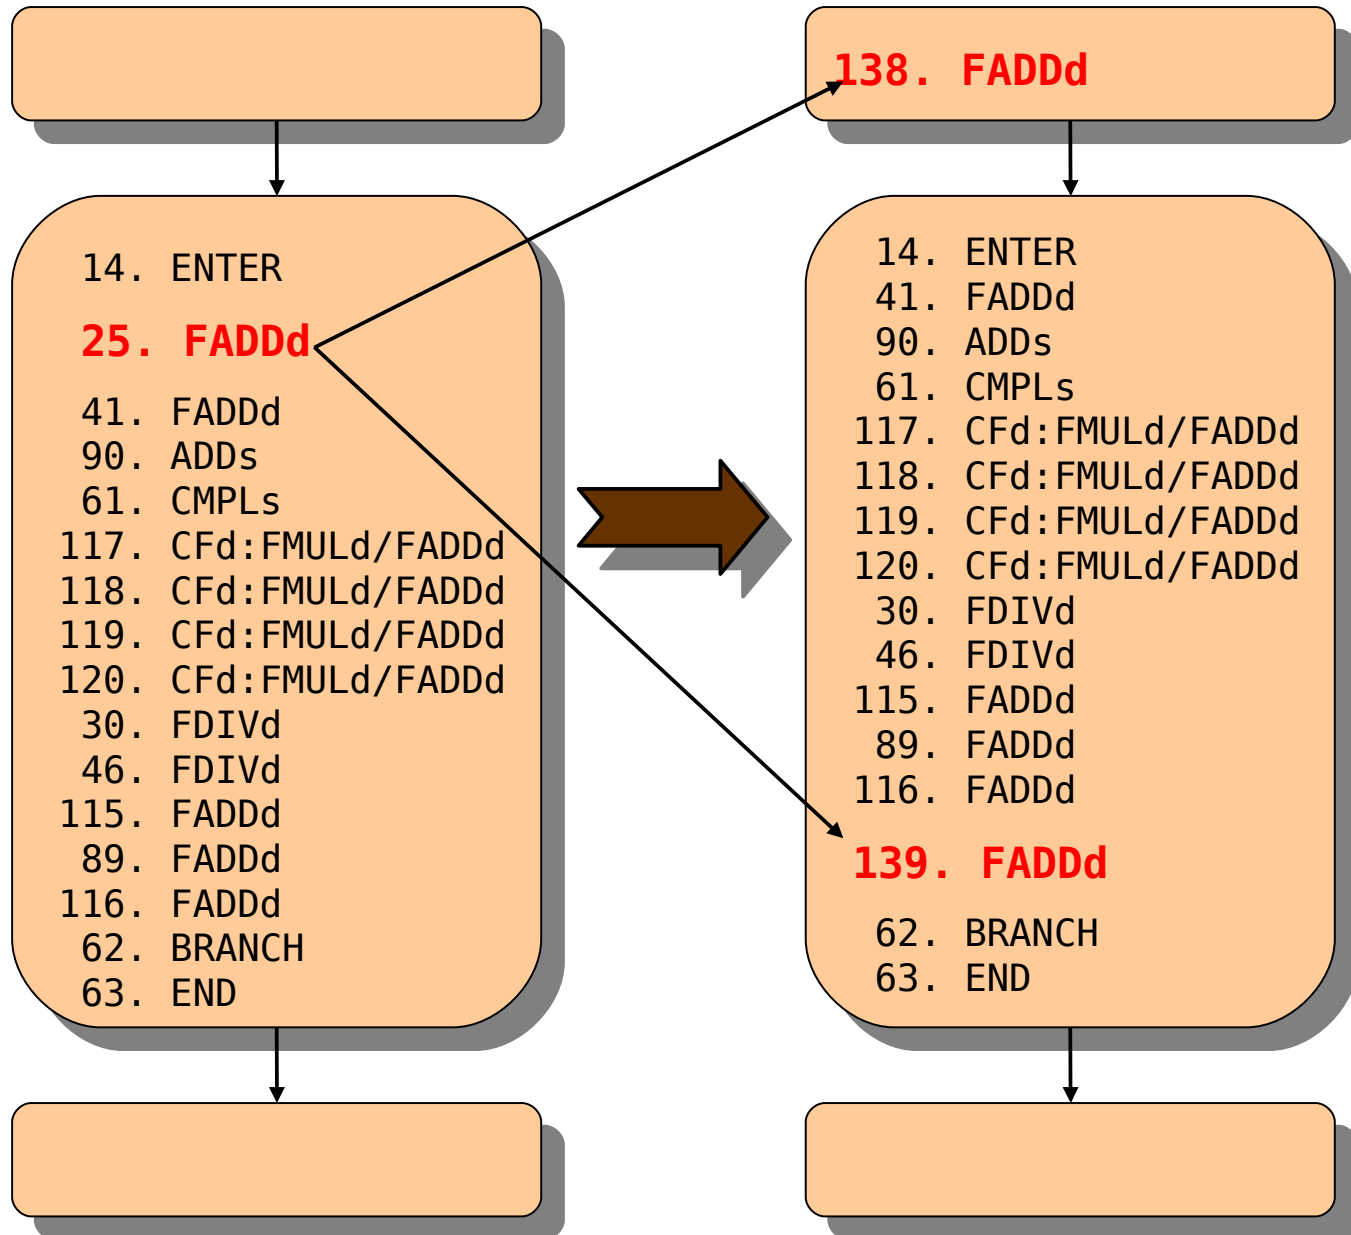 14. ENTER
25. FADDd
41. FADDd
90. ADDs
61. CMPLs
117. CFd:FMULd/FADDd
118. CFd:FMULd/FADDd
119. CFd:FMULd/FADDd
120. CFd:FMULd/FADDd
30. FDIVd
46. FDIVd
115. FADDd
89. FADDd
116. FADDd
62. BRANCH
63. END
138. FADDd
14. ENTER
41. FADDd
90. ADDs
61. CMPLs
117. CFd:FMULd/FADDd
118. CFd:FMULd/FADDd
119. CFd:FMULd/FADDd
120. CFd:FMULd/FADDd
30. FDIVd
46. FDIVd
115. FADDd
89. FADDd
116. FADDd
139. FADDd
62. BRANCH
63. END